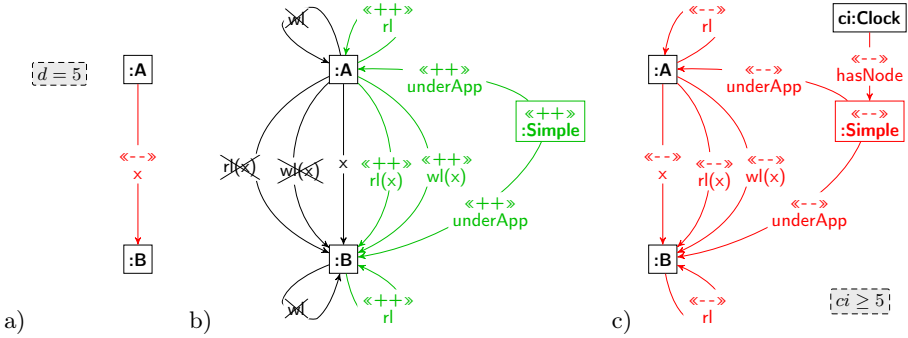 a)
d = 5
:A
«--»
x
:B
b)
wl
«++»
rl
:A
«++»
underApp
«++»
:Simple
rl(x)
wl(x)
x
«++»
rl(x)
«++»
wl(x)
«++»
underApp
:B
wl
«++»
rl
c)
«--»
rl
ci:Clock
:A
«--»
underApp
«--»
hasNode
«--»
:Simple
«--»
x
«--»
rl(x)
«--»
wl(x)
«--»
underApp
:B
«--»
rl
ci ≥ 5